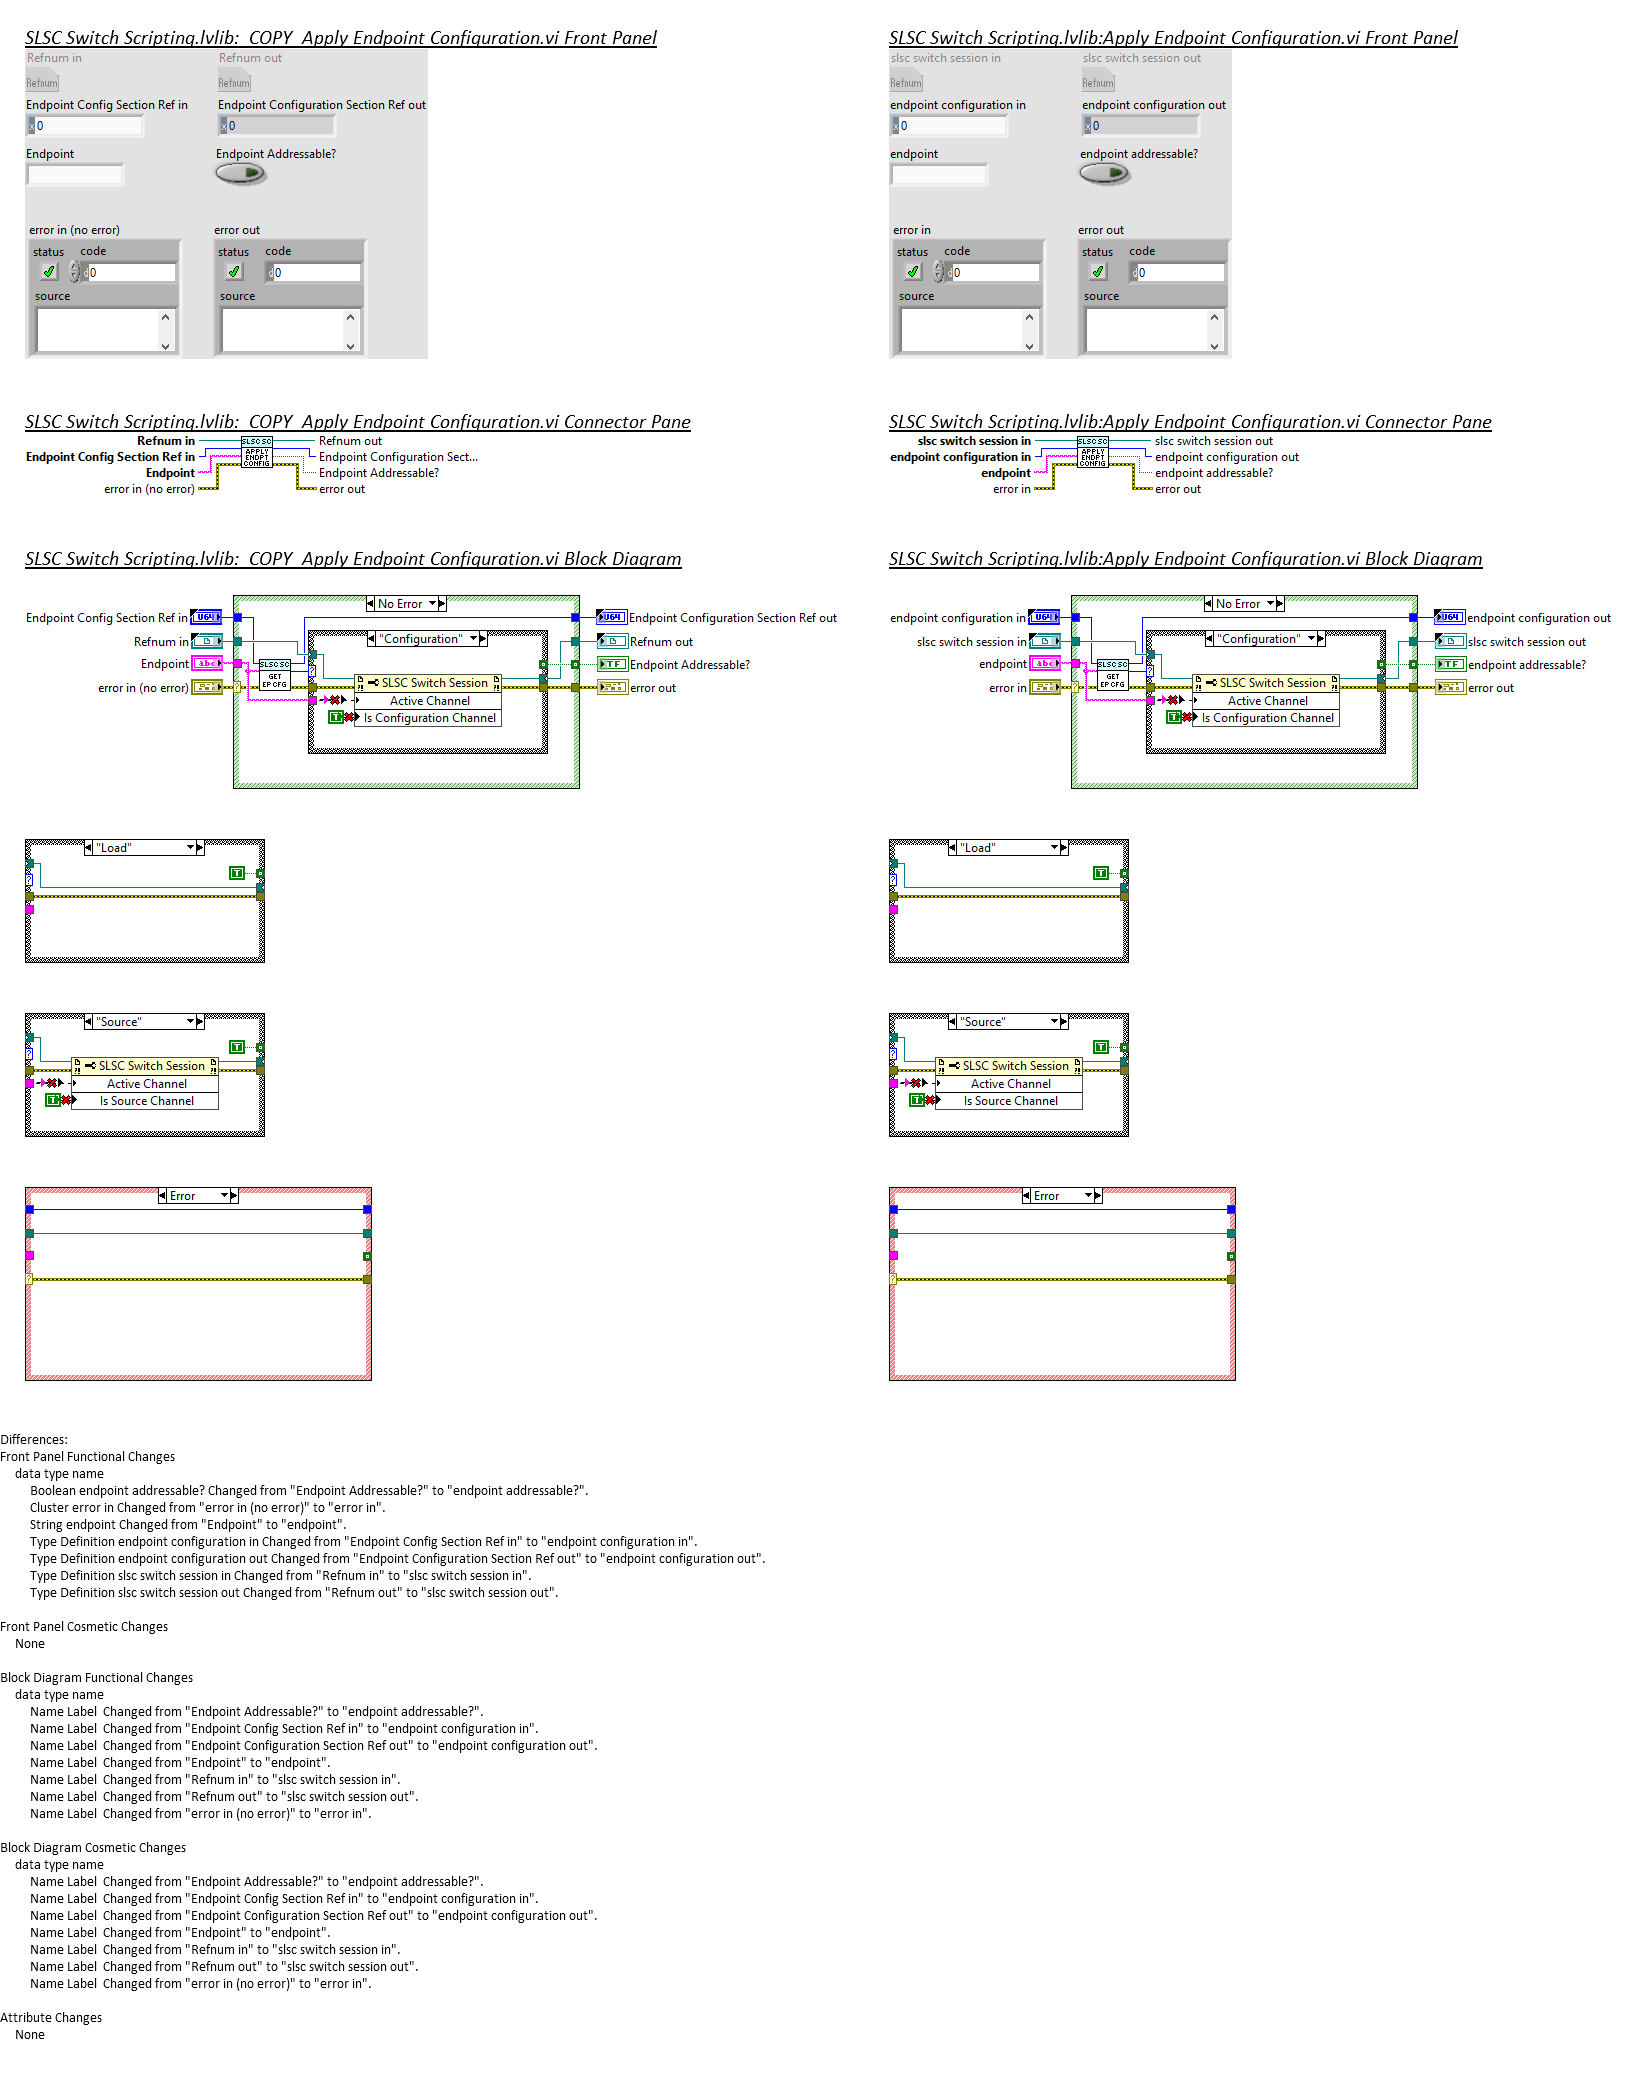 SLSC Switch Scripting.lvlib:_COPY_Apply Endpoint Configuration.vi Front Panel
Refnum in
Refnum out
Refnum
Refnum
Endpoint Config Section Ref in
Endpoint Configuration Section Ref out
x 0
x 0
Endpoint
Endpoint Addressable?
error in (no error)
error out
status code
status code
d 0
d 0
source
source
SLSC Switch Scripting.lvlib:Apply Endpoint Configuration.vi Front Panel
slsc switch session in
slsc switch session out
Refnum
Refnum
endpoint configuration in
endpoint configuration out
x 0
x 0
endpoint
endpoint addressable?
error in
error out
status code
status code
d 0
d 0
source
source
SLSC Switch Scripting.lvlib:_COPY_Apply Endpoint Configuration.vi Connector Pane
Refnum in
Endpoint Config Section Ref in
Endpoint
error in (no error)
SLSC SC
APPLY
ENDPT
CONFIG
Refnum out
Endpoint Configuration Sect...
Endpoint Addressable?
error out
SLSC Switch Scripting.lvlib:Apply Endpoint Configuration.vi Connector Pane
slsc switch session in
endpoint configuration in
endpoint
error in
SLSC SC
APPLY
ENDPT
CONFIG
slsc switch session out
endpoint configuration out
endpoint addressable?
error out
SLSC Switch Scripting.lvlib:_COPY_Apply Endpoint Configuration.vi Block Diagram
No Error
Endpoint Config Section Ref in
U64
U64
Endpoint Configuration Section Ref out
Refnum in
"Configuration"
Refnum out
Endpoint
abc
SLSC SC
GET
EP CFG
?
TF
Endpoint Addressable?
error in (no error)
?
?! SLSC Switch Session ?!
error out
Active Channel
T
Is Configuration Channel
SLSC Switch Scripting.lvlib:Apply Endpoint Configuration.vi Block Diagram
No Error
endpoint configuration in
U64
U64
endpoint configuration out
slsc switch session in
"Configuration"
slsc switch session out
endpoint
abc
SLSC SC
GET
EP CFG
?
TF
endpoint addressable?
error in
?
?! SLSC Switch Session ?!
error out
Active Channel
T
Is Configuration Channel
"Load"
T
?
"Load"
T
?
"Source"
T
?
?! SLSC Switch Session ?!
Active Channel
T
Is Source Channel
"Source"
T
?
?! SLSC Switch Session ?!
Active Channel
T
Is Source Channel
Error
?
Error
?
Differences:
Front Panel Functional Changes
data type name
Boolean endpoint addressable? Changed from "Endpoint Addressable?" to "endpoint addressable?".
Cluster error in Changed from "error in (no error)" to "error in".
String endpoint Changed from "Endpoint" to "endpoint".
Type Definition endpoint configuration in Changed from "Endpoint Config Section Ref in" to "endpoint configuration in".
Type Definition endpoint configuration out Changed from "Endpoint Configuration Section Ref out" to "endpoint configuration out".
Type Definition slsc switch session in Changed from "Refnum in" to "slsc switch session in".
Type Definition slsc switch session out Changed from "Refnum out" to "slsc switch session out".
Front Panel Cosmetic Changes
None
Block Diagram Functional Changes
data type name
Name Label Changed from "Endpoint Addressable?" to "endpoint addressable?".
Name Label Changed from "Endpoint Config Section Ref in" to "endpoint configuration in".
Name Label Changed from "Endpoint Configuration Section Ref out" to "endpoint configuration out".
Name Label Changed from "Endpoint" to "endpoint".
Name Label Changed from "Refnum in" to "slsc switch session in".
Name Label Changed from "Refnum out" to "slsc switch session out".
Name Label Changed from "error in (no error)" to "error in".
Block Diagram Cosmetic Changes
data type name
Name Label Changed from "Endpoint Addressable?" to "endpoint addressable?".
Name Label Changed from "Endpoint Config Section Ref in" to "endpoint configuration in".
Name Label Changed from "Endpoint Configuration Section Ref out" to "endpoint configuration out".
Name Label Changed from "Endpoint" to "endpoint".
Name Label Changed from "Refnum in" to "slsc switch session in".
Name Label Changed from "Refnum out" to "slsc switch session out".
Name Label Changed from "error in (no error)" to "error in".
Attribute Changes
None